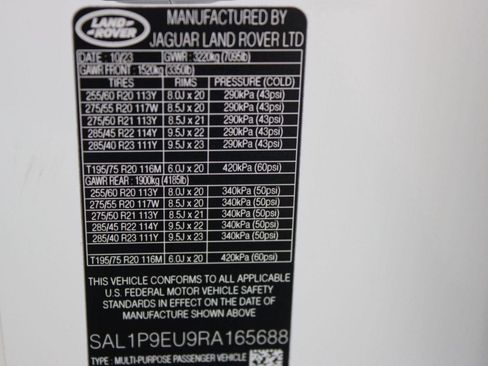 LAND
ROVER
MANUFACTURED BY
JAGUAR LAND ROVER LTD
DATE : 10/23 GVWR : 3220kg (7095lb)
GAWR FRONT : 1520kg (3350lb)
TIRES RIMS PRESSURE (COLD)
255/60 R20 113Y 8.0J x 20 290kPa (43psi)
275/55 R20 117W 8.5J x 20 290kPa (43psi)
275/50 R21 113Y 8.5J x 21 290kPa (43psi)
285/45 R22 114Y 9.5J x 22 290kPa (43psi)
285/40 R23 111Y 9.5J x 23 290kPa (43psi)
T195/75 R20 116M 6.0J x 20 420kPa (60psi)
GAWR REAR : 1900kg (4185lb)
255/60 R20 113Y 8.0J x 20 340kPa (50psi)
275/55 R20 117W 8.5J x 20 340kPa (50psi)
275/50 R21 113Y 8.5J x 21 340kPa (50psi)
285/45 R22 114Y 9.5J x 22 340kPa (50psi)
285/40 R23 111Y 9.5J x 23 340kPa (50psi)
T195/75 R20 116M 6.0J x 20 420kPa (60psi)
THIS VEHICLE CONFORMS TO ALL APPLICABLE
U.S. FEDERAL MOTOR VEHICLE SAFETY
STANDARDS IN EFFECT ON THE DATE OF
MANUFACTURE SHOWN ABOVE
SAL1P9EU9RA165688
TYPE : MULTI-PURPOSE PASSENGER VEHICLE